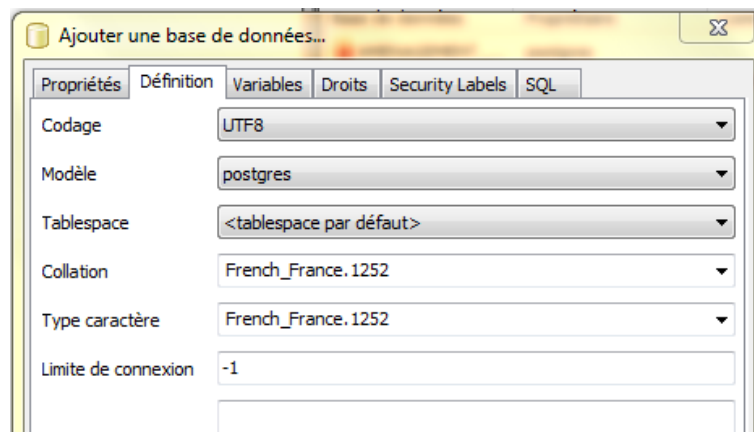 Ajouter une base de données...
Propriétés Définition Variables Droits Security Labels SQL
Codage UTF8
Modèle postgres
Tablespace <tablespace par défaut>
Collation French_France.1252
Type caractère French_France.1252
Limite de connexion -1